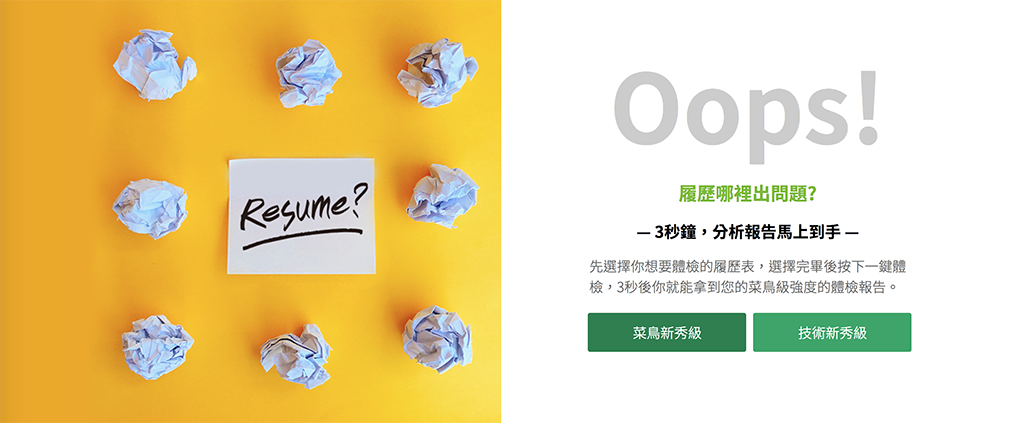 Resume?
Oops!
履歷哪裡出問題?
— 3秒鐘，分析報告馬上到手 —
先選擇你想要體檢的履歷表，選擇完畢後按下一鍵體
檢，3秒後你就能拿到您的菜鳥級強度的體檢報告。
菜鳥新秀級
技術新秀級